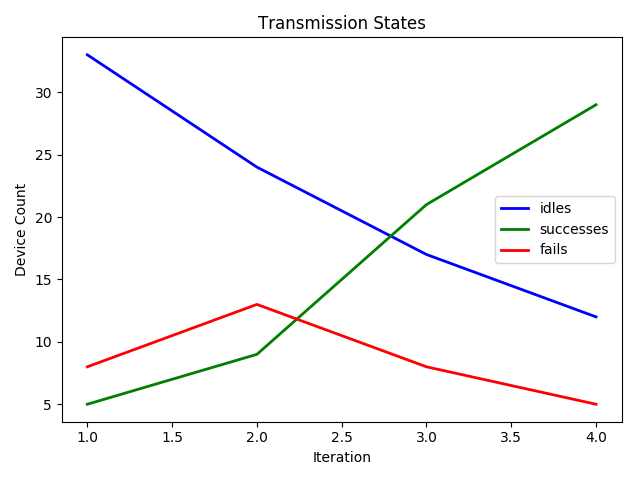 Transmission States
Device Count
30
25
20
15
10
5
idles
successes
fails
1.0 1.5 2.0 2.5 3.0 3.5 4.0
Iteration